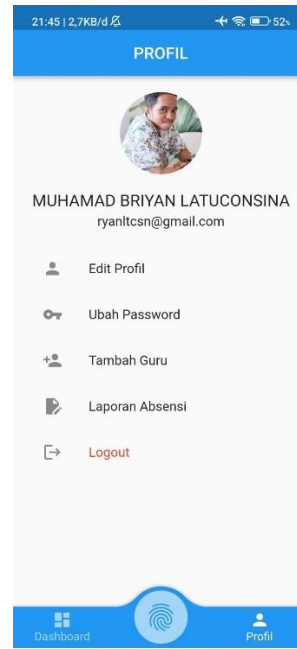 21:45 | 2,7KB/d
52%
PROFIL
MUHAMAD BRIYAN LATUCONSINA
ryanltcsn@gmail.com
Edit Profil
Ubah Password
Tambah Guru
Laporan Absensi
Logout
Dashboard
Profil